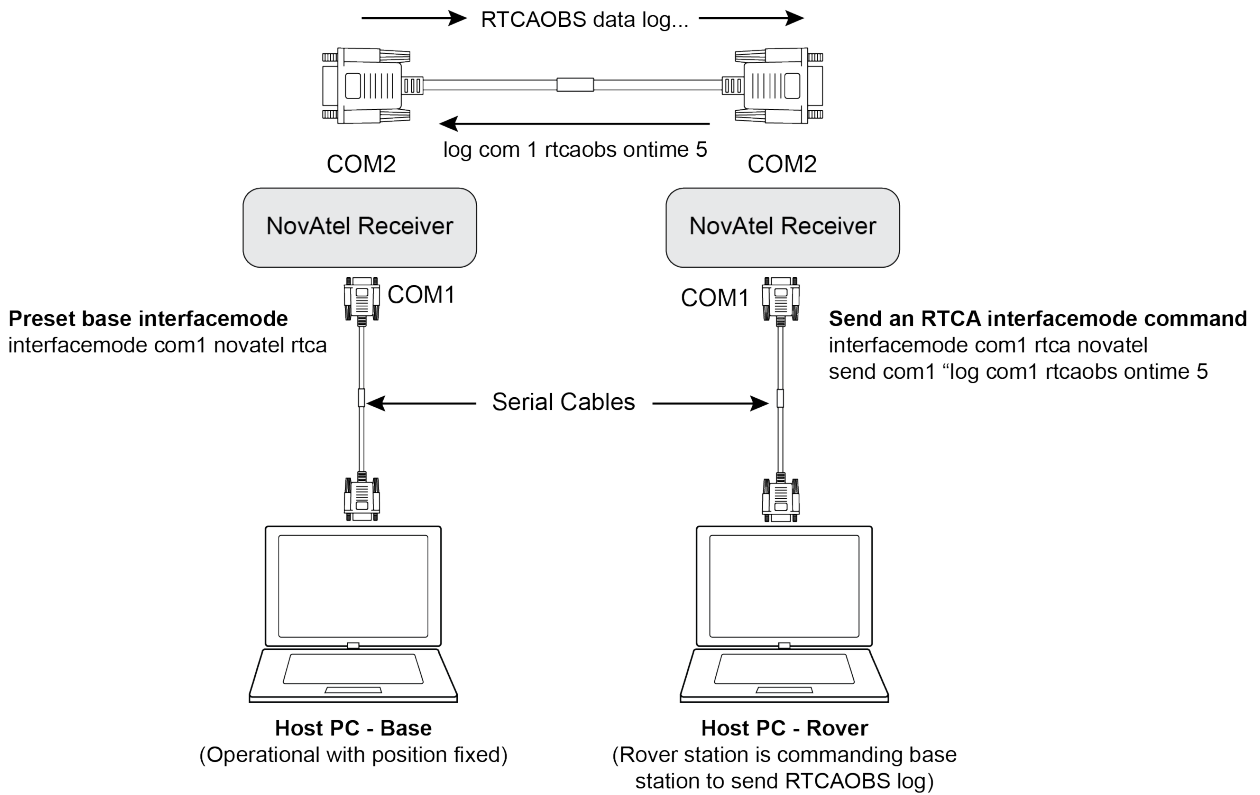 RTCAOBS data log...
log com 1 rtcaobs ontime 5
COM2
COM2
NovAtel Receiver
NovAtel Receiver
COM1
COM1
Preset base interfacemode
interfacemode com1 novatel rtca
Send an RTCA interfacemode command
interfacemode com1 rtca novatel
send com1 “log com1 rtcaobs ontime 5
Serial Cables
Host PC - Base
(Operational with position fixed)
Host PC - Rover
(Rover station is commanding base
station to send RTCAOBS log)